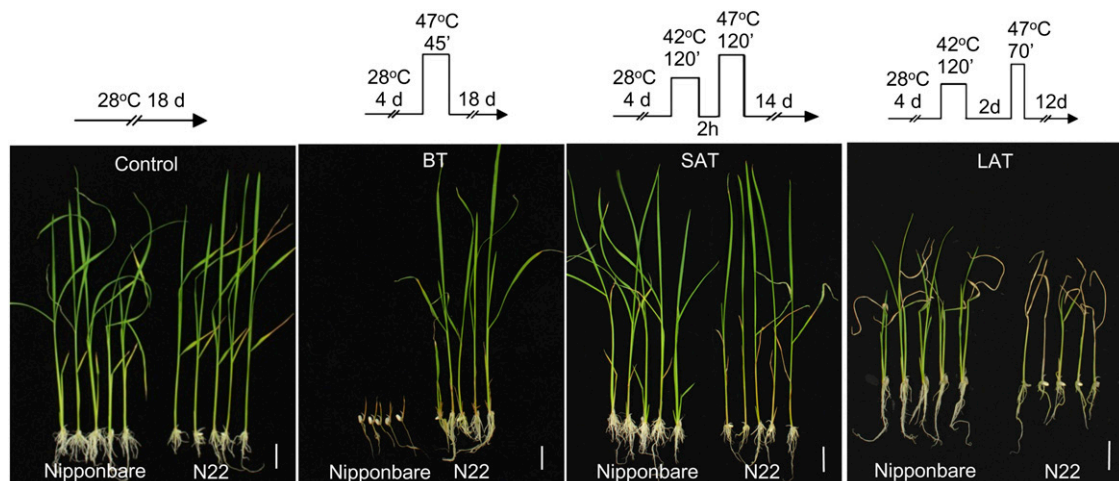 28°C 18 d
Control
Nipponbare N22
47°C
45'
28°C
4 d 18 d
BT
Nipponbare N22
47°C
42°C 120'
120'
28°C
4 d 14 d
2h
SAT
Nipponbare N22
47°C
42°C 70'
120'
28°C
4 d 2d 12d
LAT
Nipponbare N22